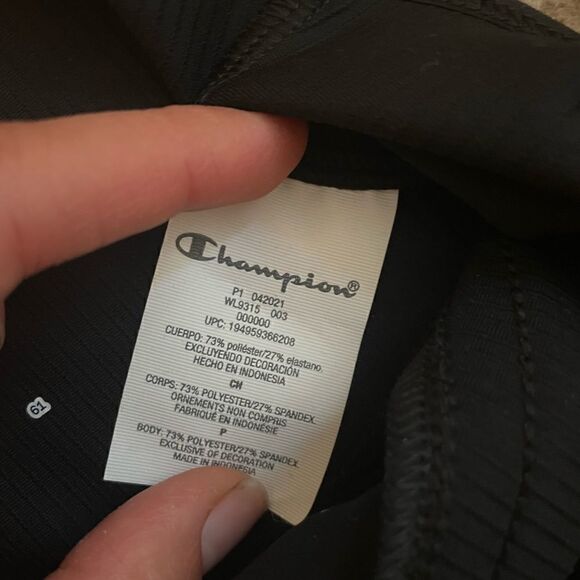 Champion®
P1 042021
WL9315 003
000000
UPC: 194959366208
CUERPO: 73% poliéster/27% elastano
EXCLUYENDO DECORACIÓN
HECHO EN INDONESIA
CH
CORPS: 73% POLYESTER/27% SPANDEX
ORNEMENTS NON COMPRIS
FABRIQUÉ EN INDONÉSIE
P
BODY: 73% POLYESTER/27% SPANDEX
EXCLUSIVE OF DECORATION
MADE IN INDONESIA
61